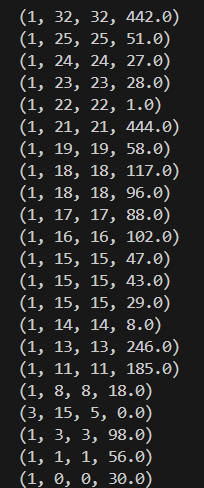 (1, 32, 32, 442.0)
(1, 25, 25, 51.0)
(1, 24, 24, 27.0)
(1, 23, 23, 28.0)
(1, 22, 22, 1.0)
(1, 21, 21, 444.0)
(1, 19, 19, 58.0)
(1, 18, 18, 117.0)
(1, 18, 18, 96.0)
(1, 17, 17, 88.0)
(1, 16, 16, 102.0)
(1, 15, 15, 47.0)
(1, 15, 15, 43.0)
(1, 15, 15, 29.0)
(1, 14, 14, 8.0)
(1, 13, 13, 246.0)
(1, 11, 11, 185.0)
(1, 8, 8, 18.0)
(3, 15, 5, 0.0)
(1, 3, 3, 98.0)
(1, 1, 1, 56.0)
(1, 0, 0, 30.0)